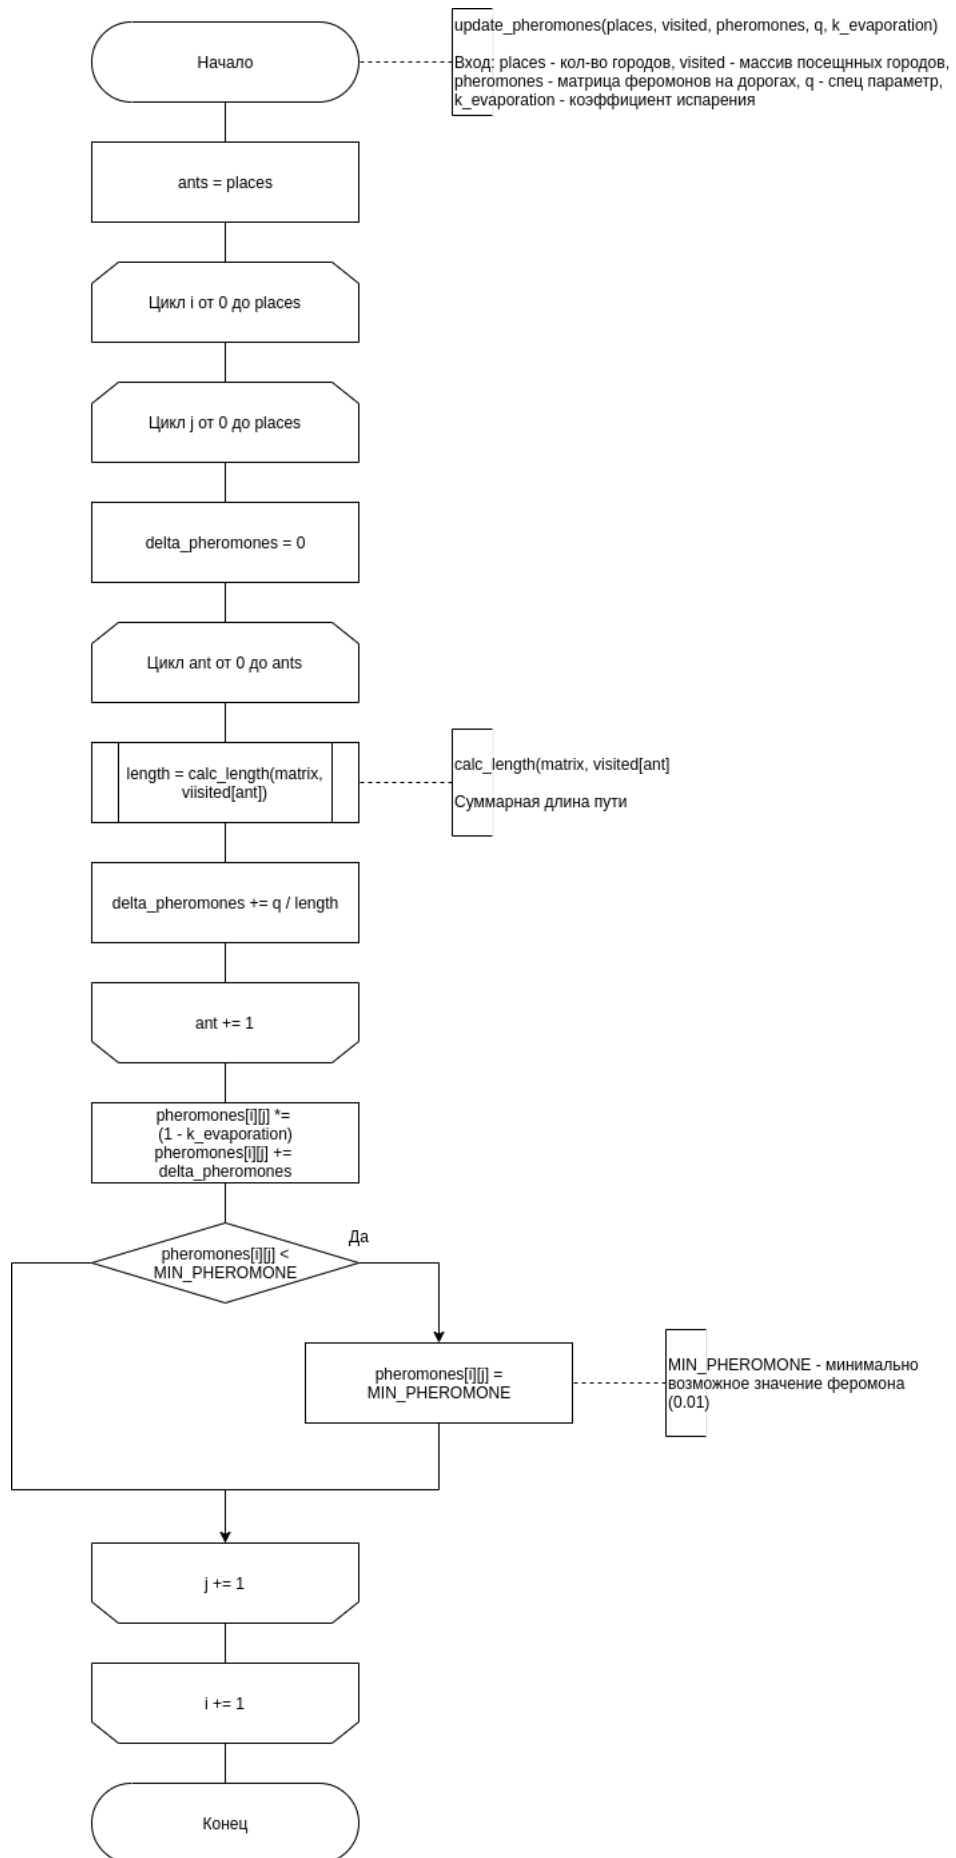 Начало
update_pheromones(places, visited, pheromones, q, k_evaporation)
Вход: places - кол-во городов, visited - массив посещнных городов,
pheromones - матрица феромонов на дорогах, q - спец параметр,
k_evaporation - коэффициент испарения
ants = places
Цикл i от 0 до places
Цикл j от 0 до places
delta_pheromones = 0
Цикл ant от 0 до ants
length = calc_length(matrix,
viisited[ant])
calc_length(matrix, visited[ant]
Суммарная длина пути
delta_pheromones += q / length
ant += 1
pheromones[i][j] *=
(1 - k_evaporation)
pheromones[i][j] +=
delta_pheromones
pheromones[i][j] <
MIN_PHEROMONE
Да
pheromones[i][j] =
MIN_PHEROMONE
MIN_PHEROMONE - минимально
возможное значение феромона
(0.01)
j += 1
i += 1
Конец